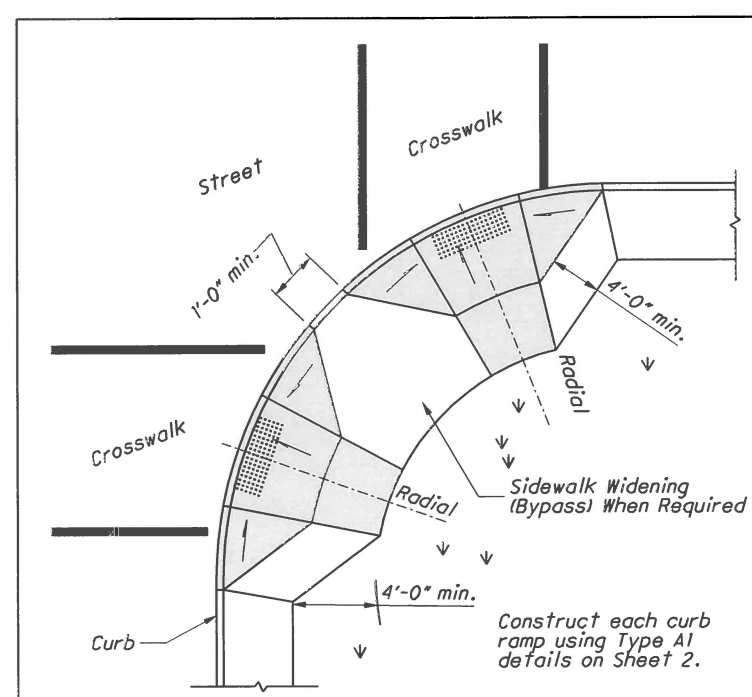 Crosswalk
Street
1'-0" min.
4'-0" min.
Radial
Crosswalk
Radial
Sidewalk Widening
(Bypass) When Required
4'-0" min.
Curb
Construct each curb
ramp using Type A1
details on Sheet 2.